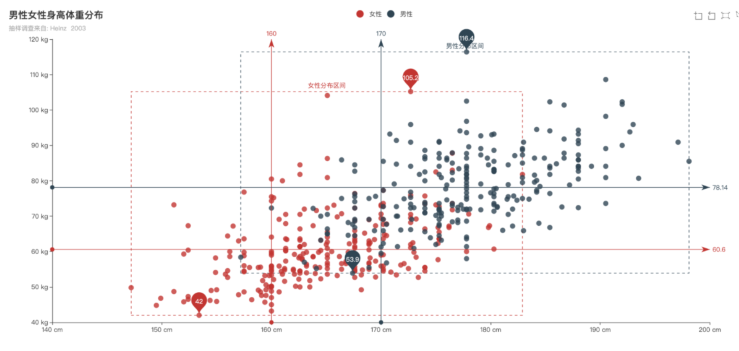 男性女性身高体重分布
女性 男性
抽样调查来自: Heinz 2003
160
170
116.4
男性分布区间
120 kg
105.2
女性分布区间
110 kg
100 kg
90 kg
80 kg
78.14
70 kg
60 kg
60.6
53.9
50 kg
42
40 kg
140 cm
150 cm
160 cm
170 cm
180 cm
190 cm
200 cm